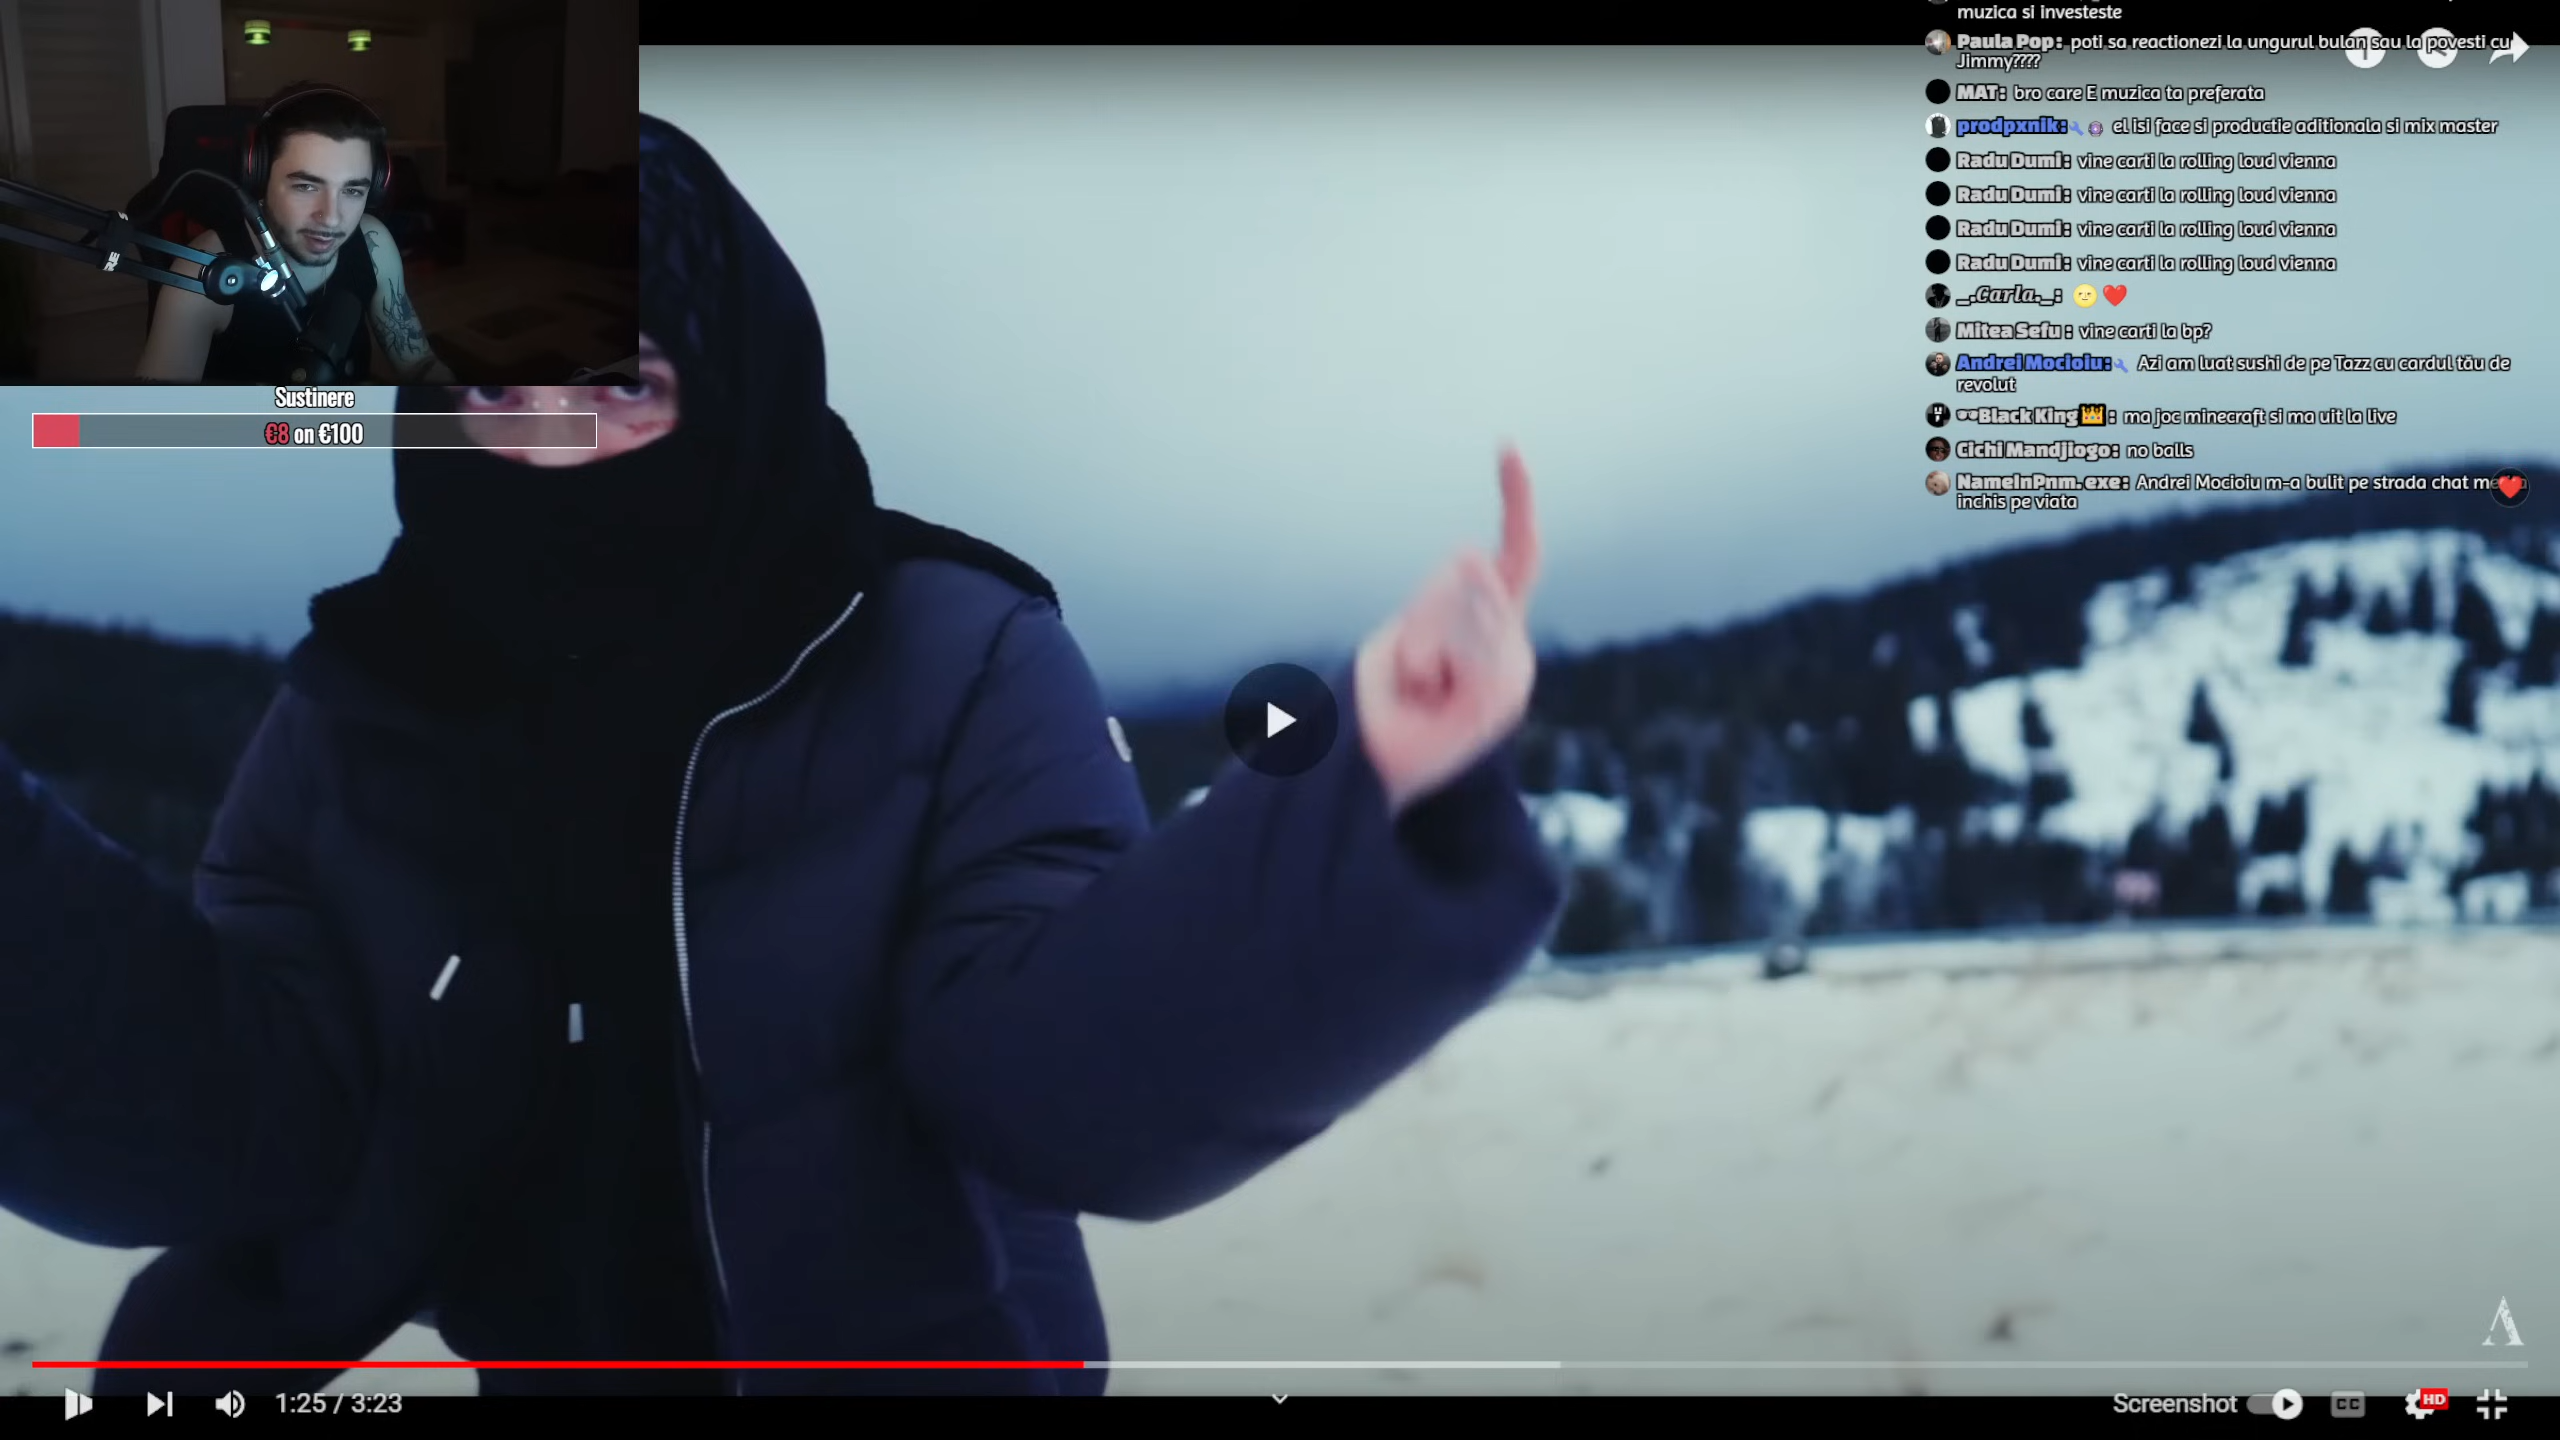 muzica si investeste
Paula Pop: poti sa reactionezi la ungurul bulan sau la povesti cu
Jimmy????
MAT: bro care E muzica ta preferata
prodpxnik: el isi face si productie aditionala si mix master
Radu Dumi: vine carti la rolling loud vienna
Radu Dumi: vine carti la rolling loud vienna
Radu Dumi: vine carti la rolling loud vienna
Radu Dumi: vine carti la rolling loud vienna
_.Carla._: 🌝❤️
Mitea Sefu: vine carti la bp?
Andrei Mocioiu: Azi am luat sushi de pe Tazz cu cardul tău de
revolut
🕶Black King👑: ma joc minecraft si ma uit la live
Cichi Mandjiogo: no balls
NameInPnm.exe: Andrei Mocioiu m-a bulit pe strada chat
inchis pe viata
Sustinere
€8 on €100
1:25 / 3:23
Screenshot
CC
HD